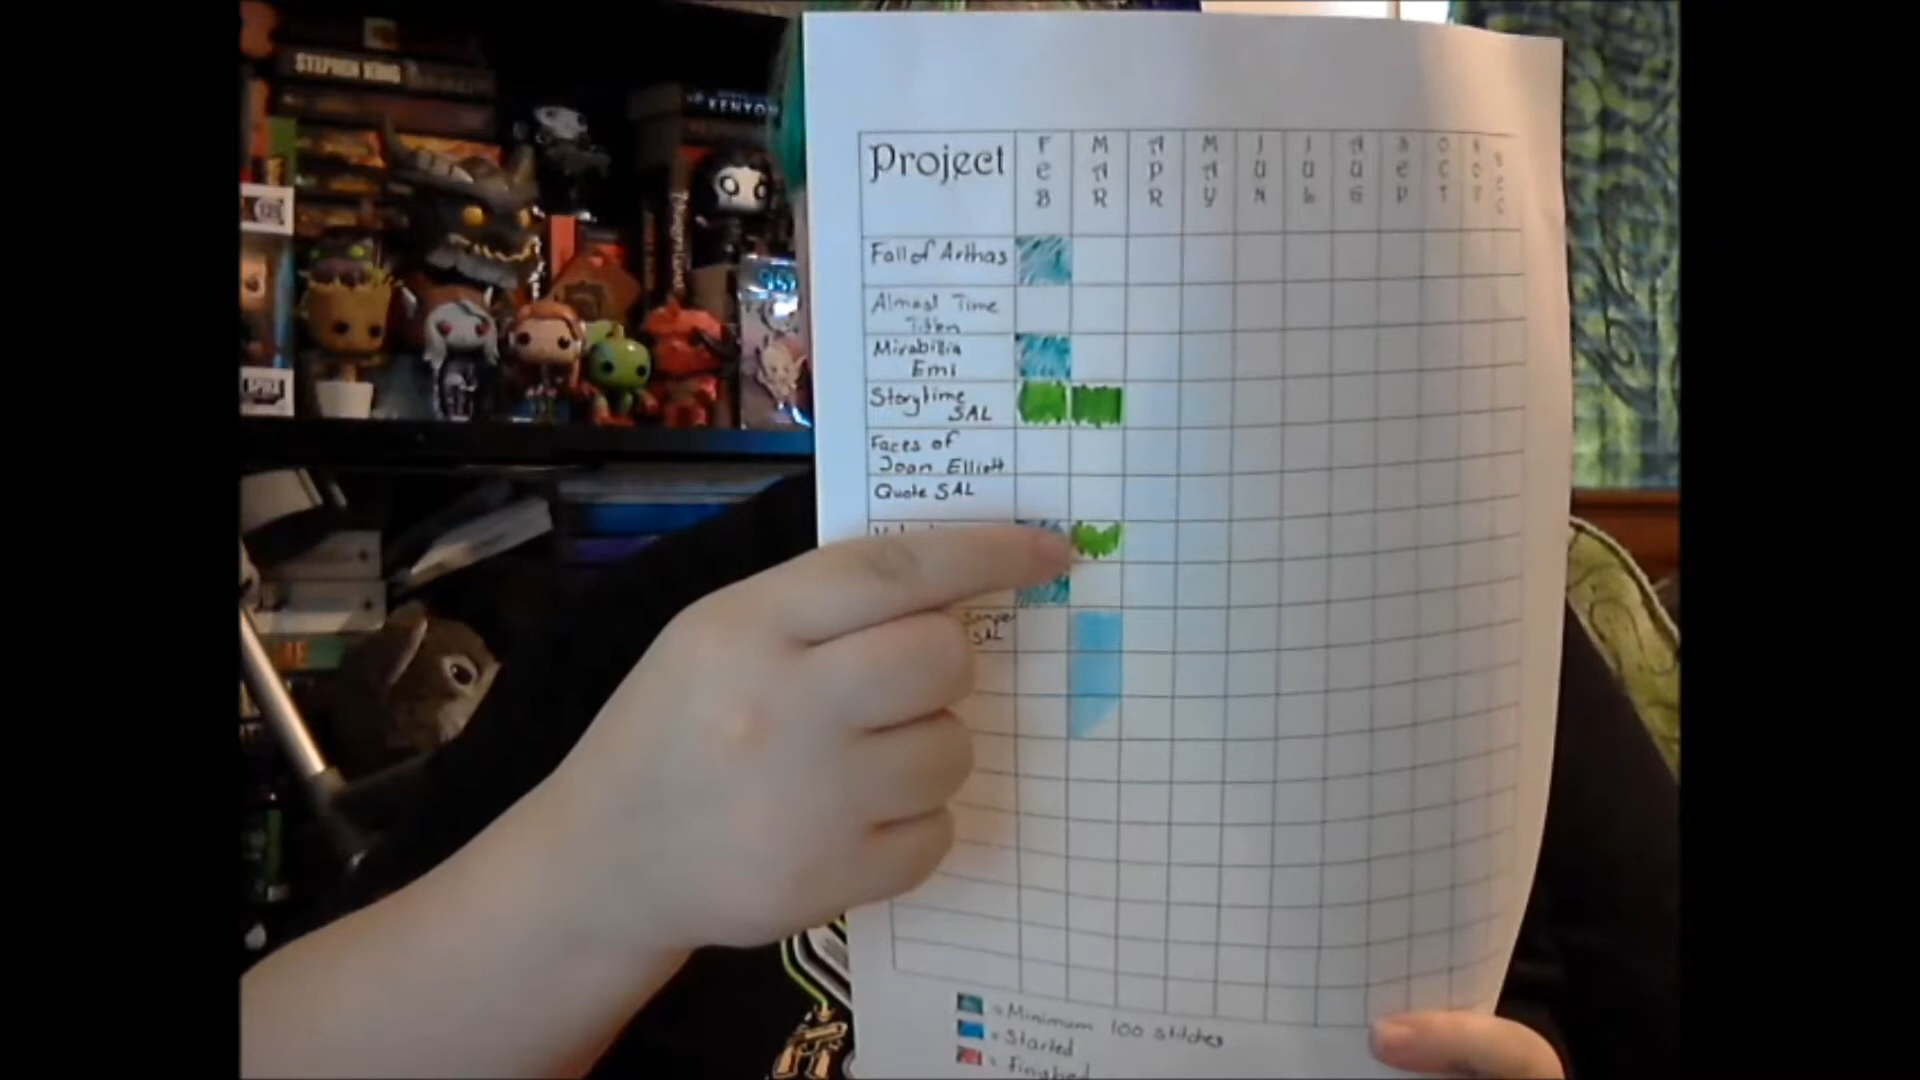 STEPHEN KING
KENYON
Project
FeB
MAR
APR
MAY
JUN
JUL
AUG
SEP
OCT
Fall of Arthas
Almost Time
Mirabilia
Emi
Storytime
SAL
Faces of
Joan Elliott
Quote SAL
SAL
= Minimum 100 stitches
= Started
= Finished